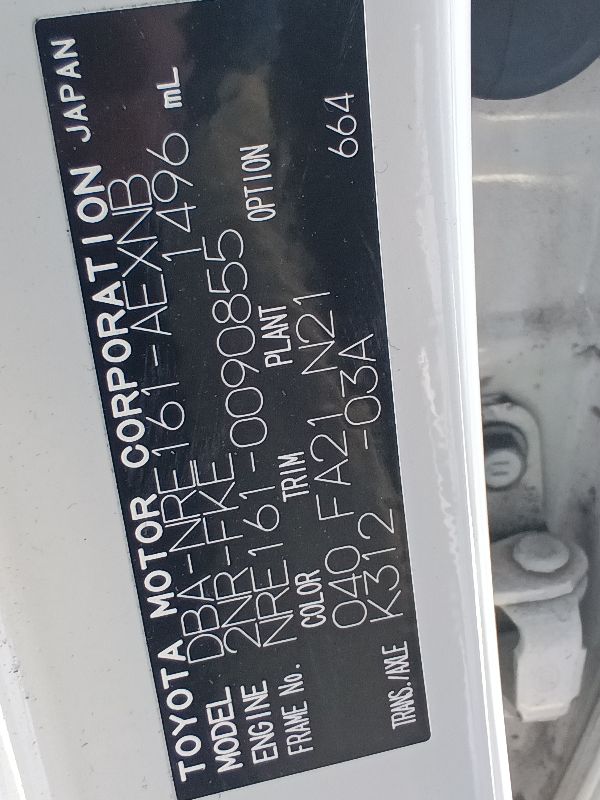 TOYOTA MOTOR CORPORATION JAPAN
MODEL DBA-NRE161-AEXNB
ENGINE 2NR-FKE 1496 mL
FRAME No. NRE161-0090855
COLOR TRIM PLANT OPTION
040 FA21 N21 664
TRANS./AXLE K312 -03A